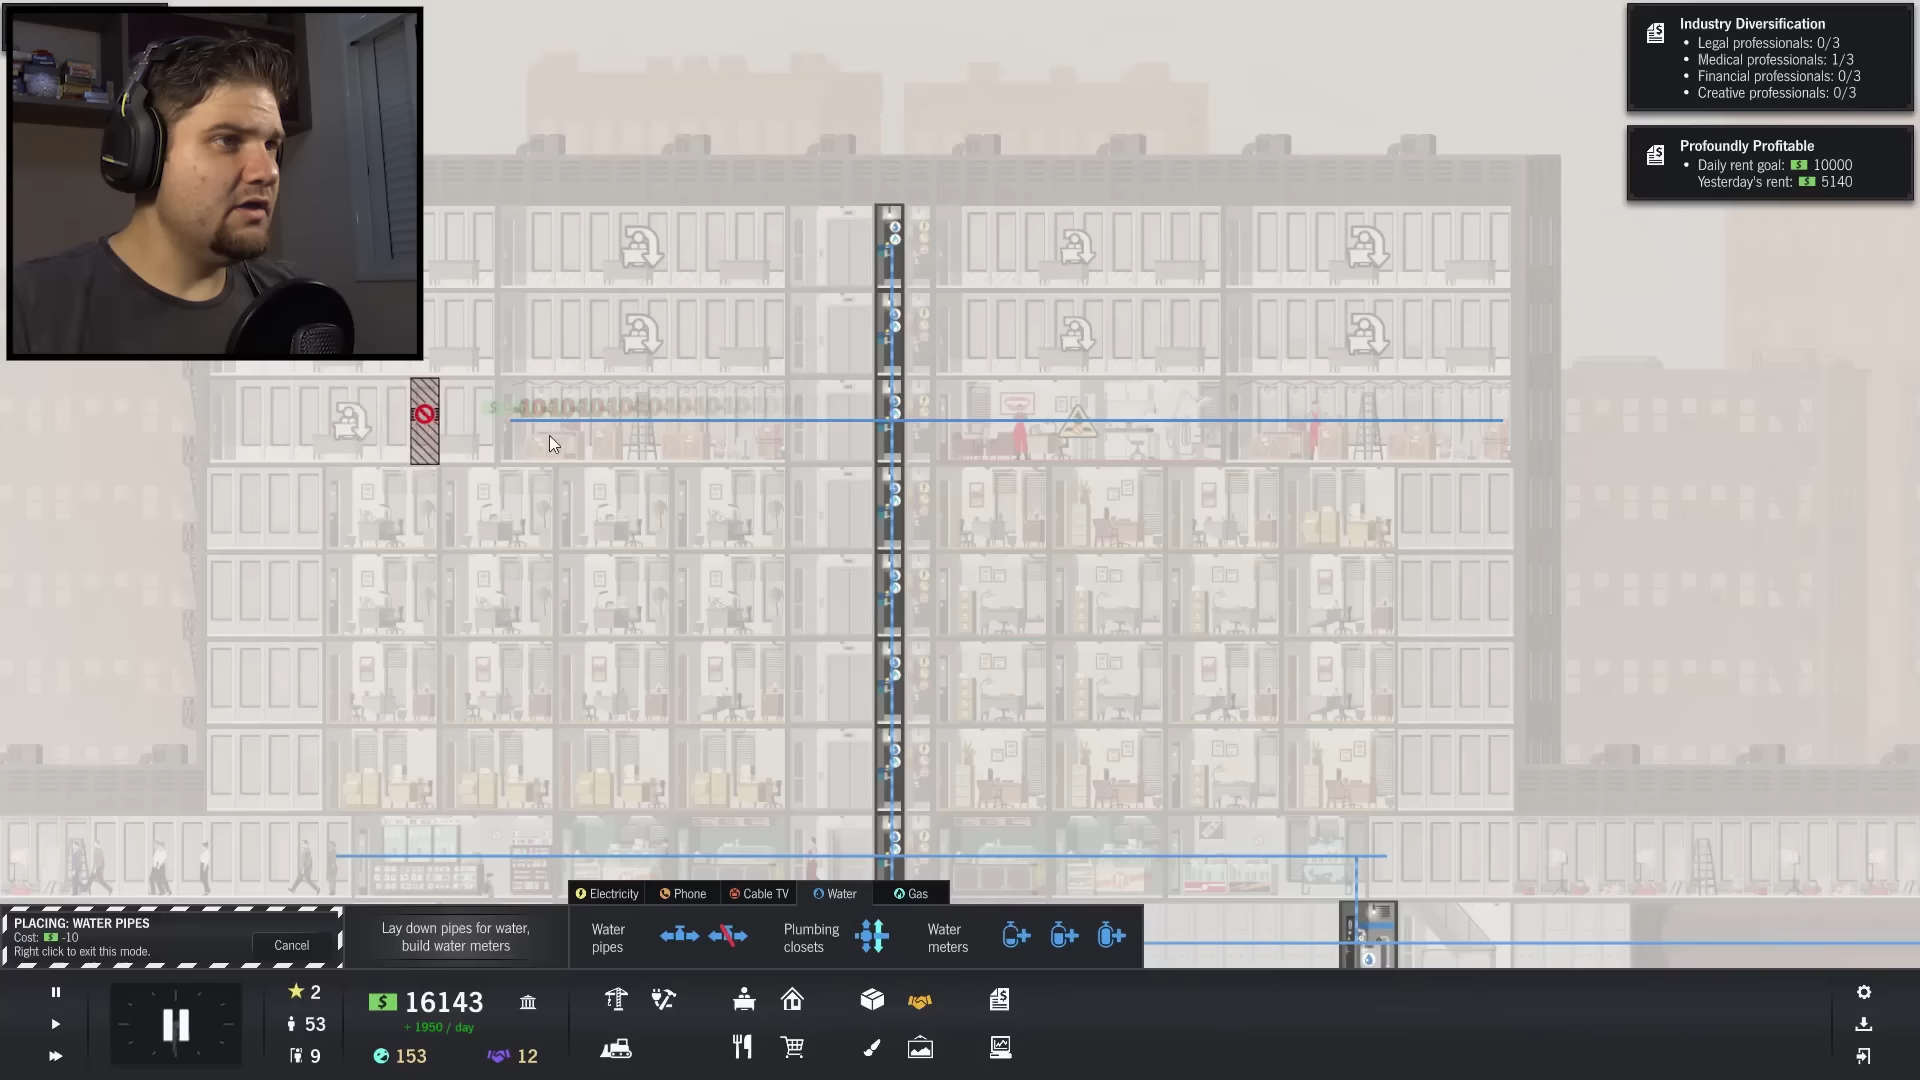 Industry Diversification
• Legal professionals: 0/3
• Medical professionals: 1/3
• Financial professionals: 0/3
• Creative professionals: 0/3
Profoundly Profitable
• Daily rent goal: 10000
Yesterday's rent: 5140
Electricity
Phone
Cable TV
Water
Gas
PLACING: WATER PIPES
Cost: -10
Right click to exit this mode.
Cancel
Lay down pipes for water,
build water meters
Water
pipes
Plumbing
closets
Water
meters
2
53
9
16143
+ 1950 / day
153
12